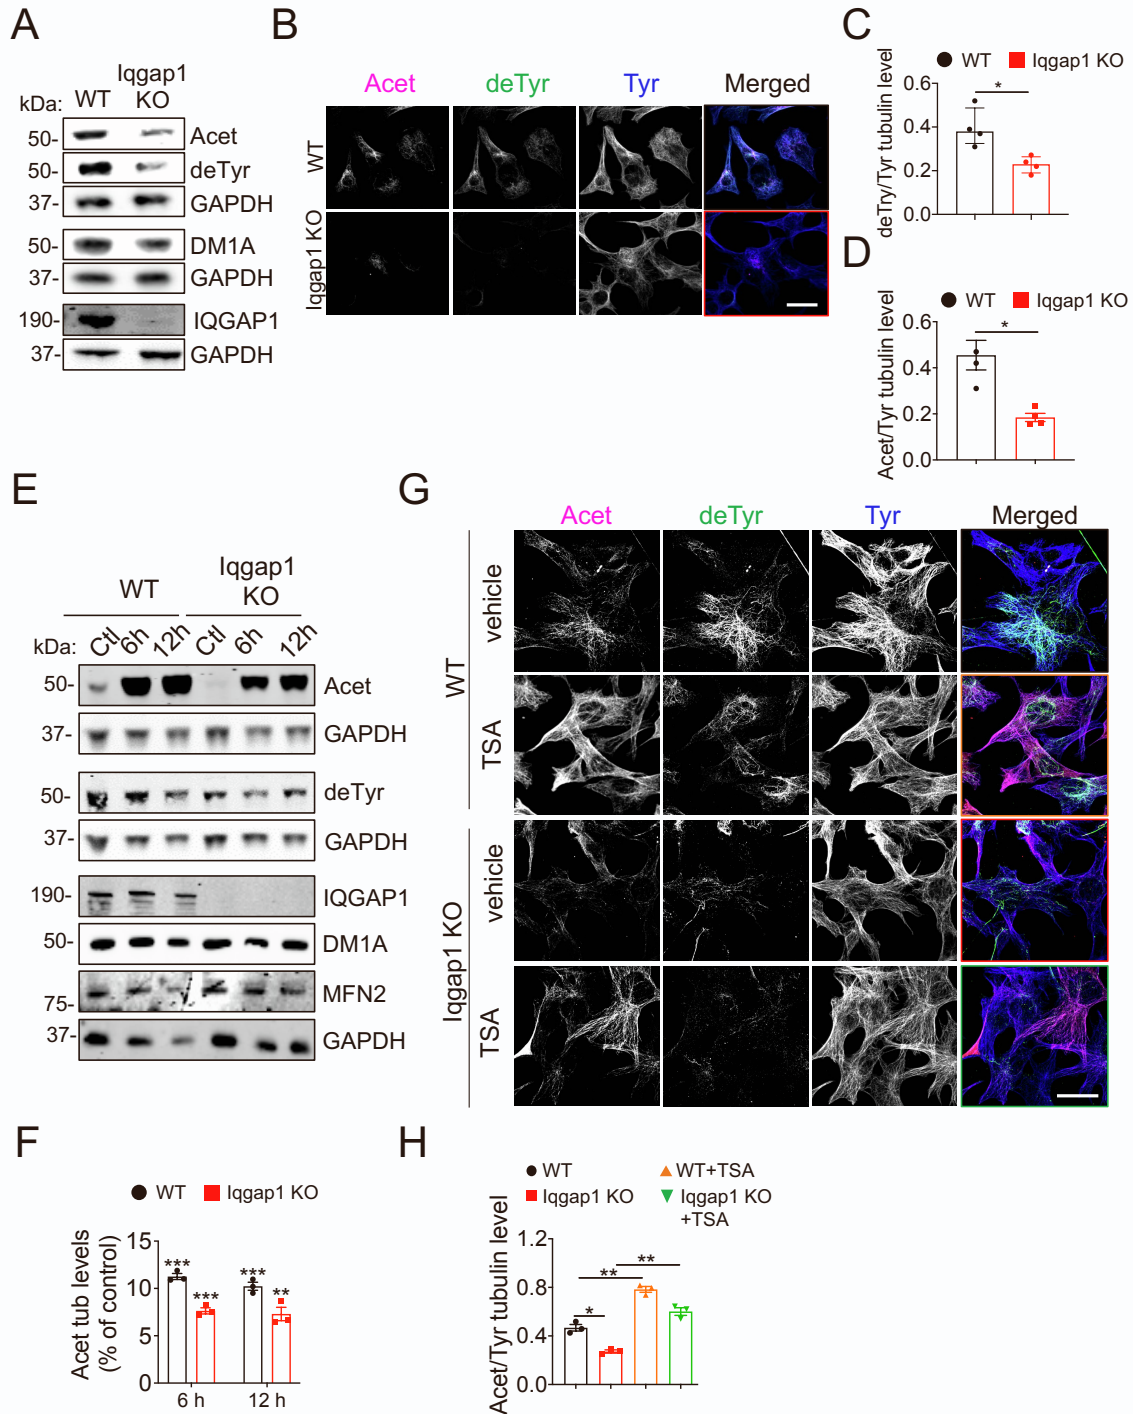 A
Iqgap1
kDa: WT KO
50- Acet
50- deTyr
37- GAPDH
50- DM1A
37- GAPDH
190- IQGAP1
37- GAPDH
B
Acet deTyr Tyr Merged
WT
Iqgap1 KO
C
WT Iqgap1 KO
deTry/Tyr tubulin level
0.6
0.4
0.2
0.0
*
D
WT Iqgap1 KO
Acet/Tyr tubulin level
0.6
0.4
0.2
0.0
*
E
WT Iqgap1
KO
kDa: Ctl 6h 12h Ctl 6h 12h
50- Acet
37- GAPDH
50- deTyr
37- GAPDH
190- IQGAP1
50- DM1A
75- MFN2
37- GAPDH
F
WT Iqgap1 KO
Acet tub levels
(% of control)
15
10
5
0
*** *** *** **
6 h 12 h
G
Acet deTyr Tyr Merged
WT
vehicle
TSA
Iqgap1 KO
vehicle
TSA
H
WT WT+TSA
Iqgap1 KO Iqgap1 KO
+TSA
Acet/Tyr tubulin level
1.2
0.8
0.4
0.0
* ** **